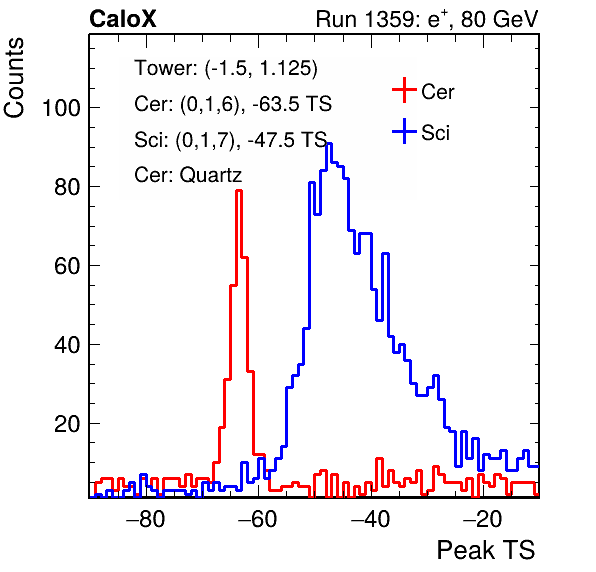 CaloX Run 1359: e⁺, 80 GeV
Counts
Tower: (-1.5, 1.125)
Cer: (0,1,6), -63.5 TS
Sci: (0,1,7), -47.5 TS
Cer: Quartz
Cer
Sci
100
80
60
40
20
−80 −60 −40 −20
Peak TS